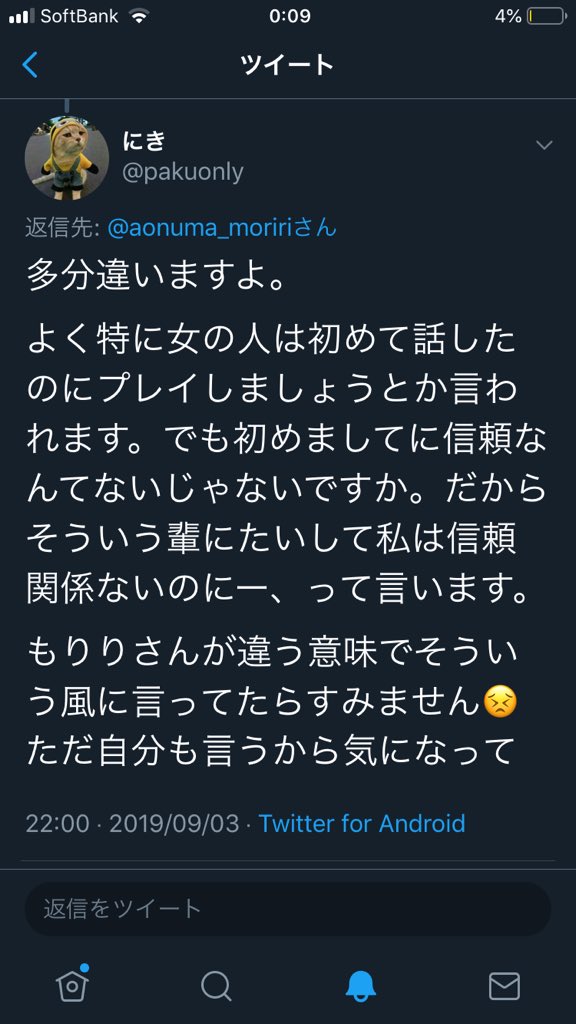 SoftBank 0:09 4%
ツイート
にき
@pakuonly
返信先: @aonuma_moririさん
多分違いますよ。
よく特に女の人は初めて話した
のにプレイしましょうとか言わ
れます。でも初めましてに信頼な
んてないじゃないですか。だから
そういう輩にたいして私は信頼
関係ないのにー、って言います。
もりりさんが違う意味でそうい
う風に言ってたらすみません😣
ただ自分も言うから気になって
22:00 · 2019/09/03 · Twitter for Android
返信をツイート